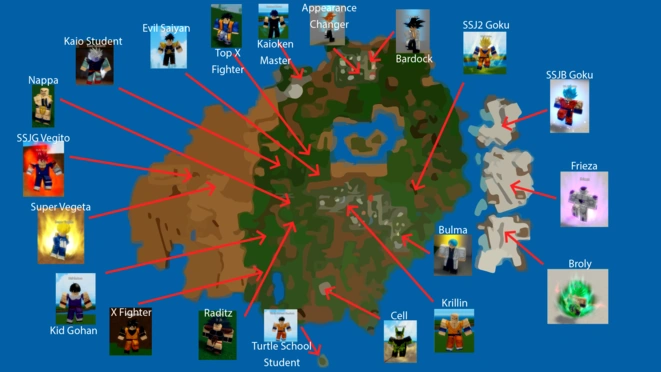 Appearance
Changer
Evil Saiyan
Top X
Fighter
Kaioken
Master
Bardock
SSJ2 Goku
Kaio Student
Nappa
SSJB Goku
SSJG Vegito
Frieza
Super Vegeta
Bulma
Broly
Kid Gohan
X Fighter
Raditz
Turtle School
Student
Cell
Krillin